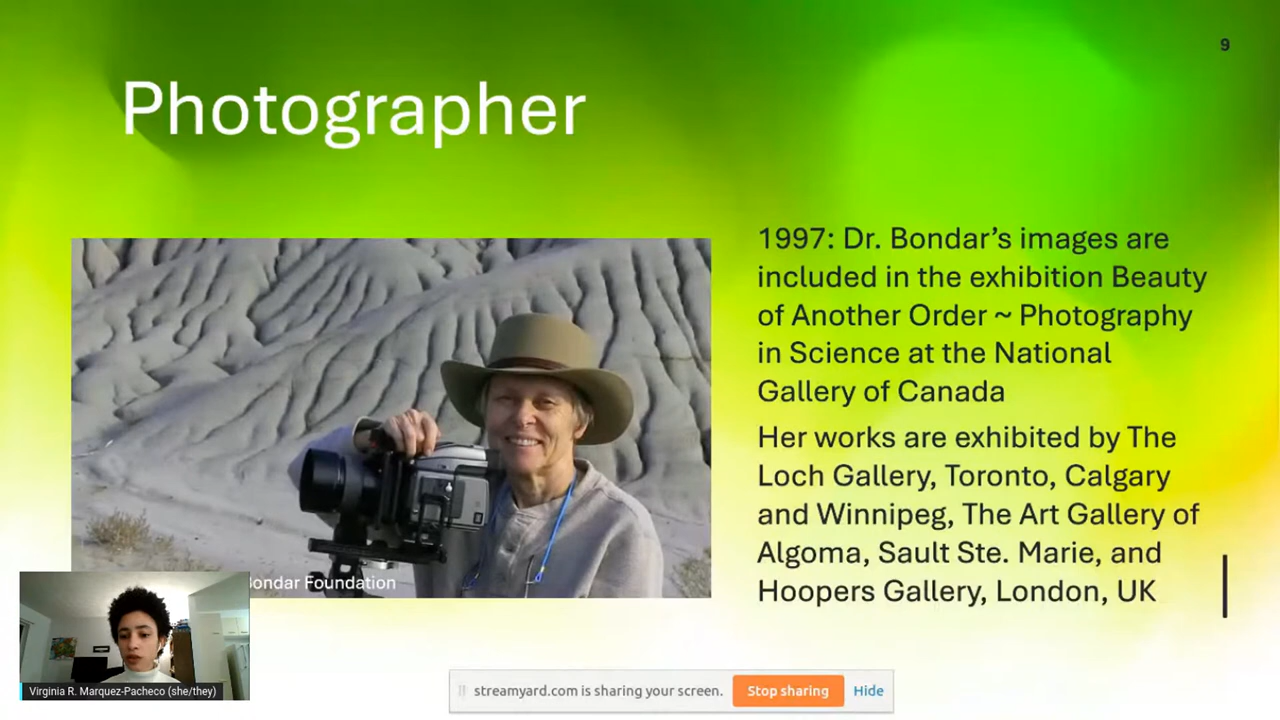 9
Photographer
1997: Dr. Bondar’s images are
included in the exhibition Beauty
of Another Order ~ Photography
in Science at the National
Gallery of Canada
Her works are exhibited by The
Loch Gallery, Toronto, Calgary
and Winnipeg, The Art Gallery of
Algoma, Sault Ste. Marie, and
Hoopers Gallery, London, UK
Bondar Foundation
Virginia R. Marquez-Pacheco (she/they)
streamyard.com is sharing your screen.
Stop sharing
Hide